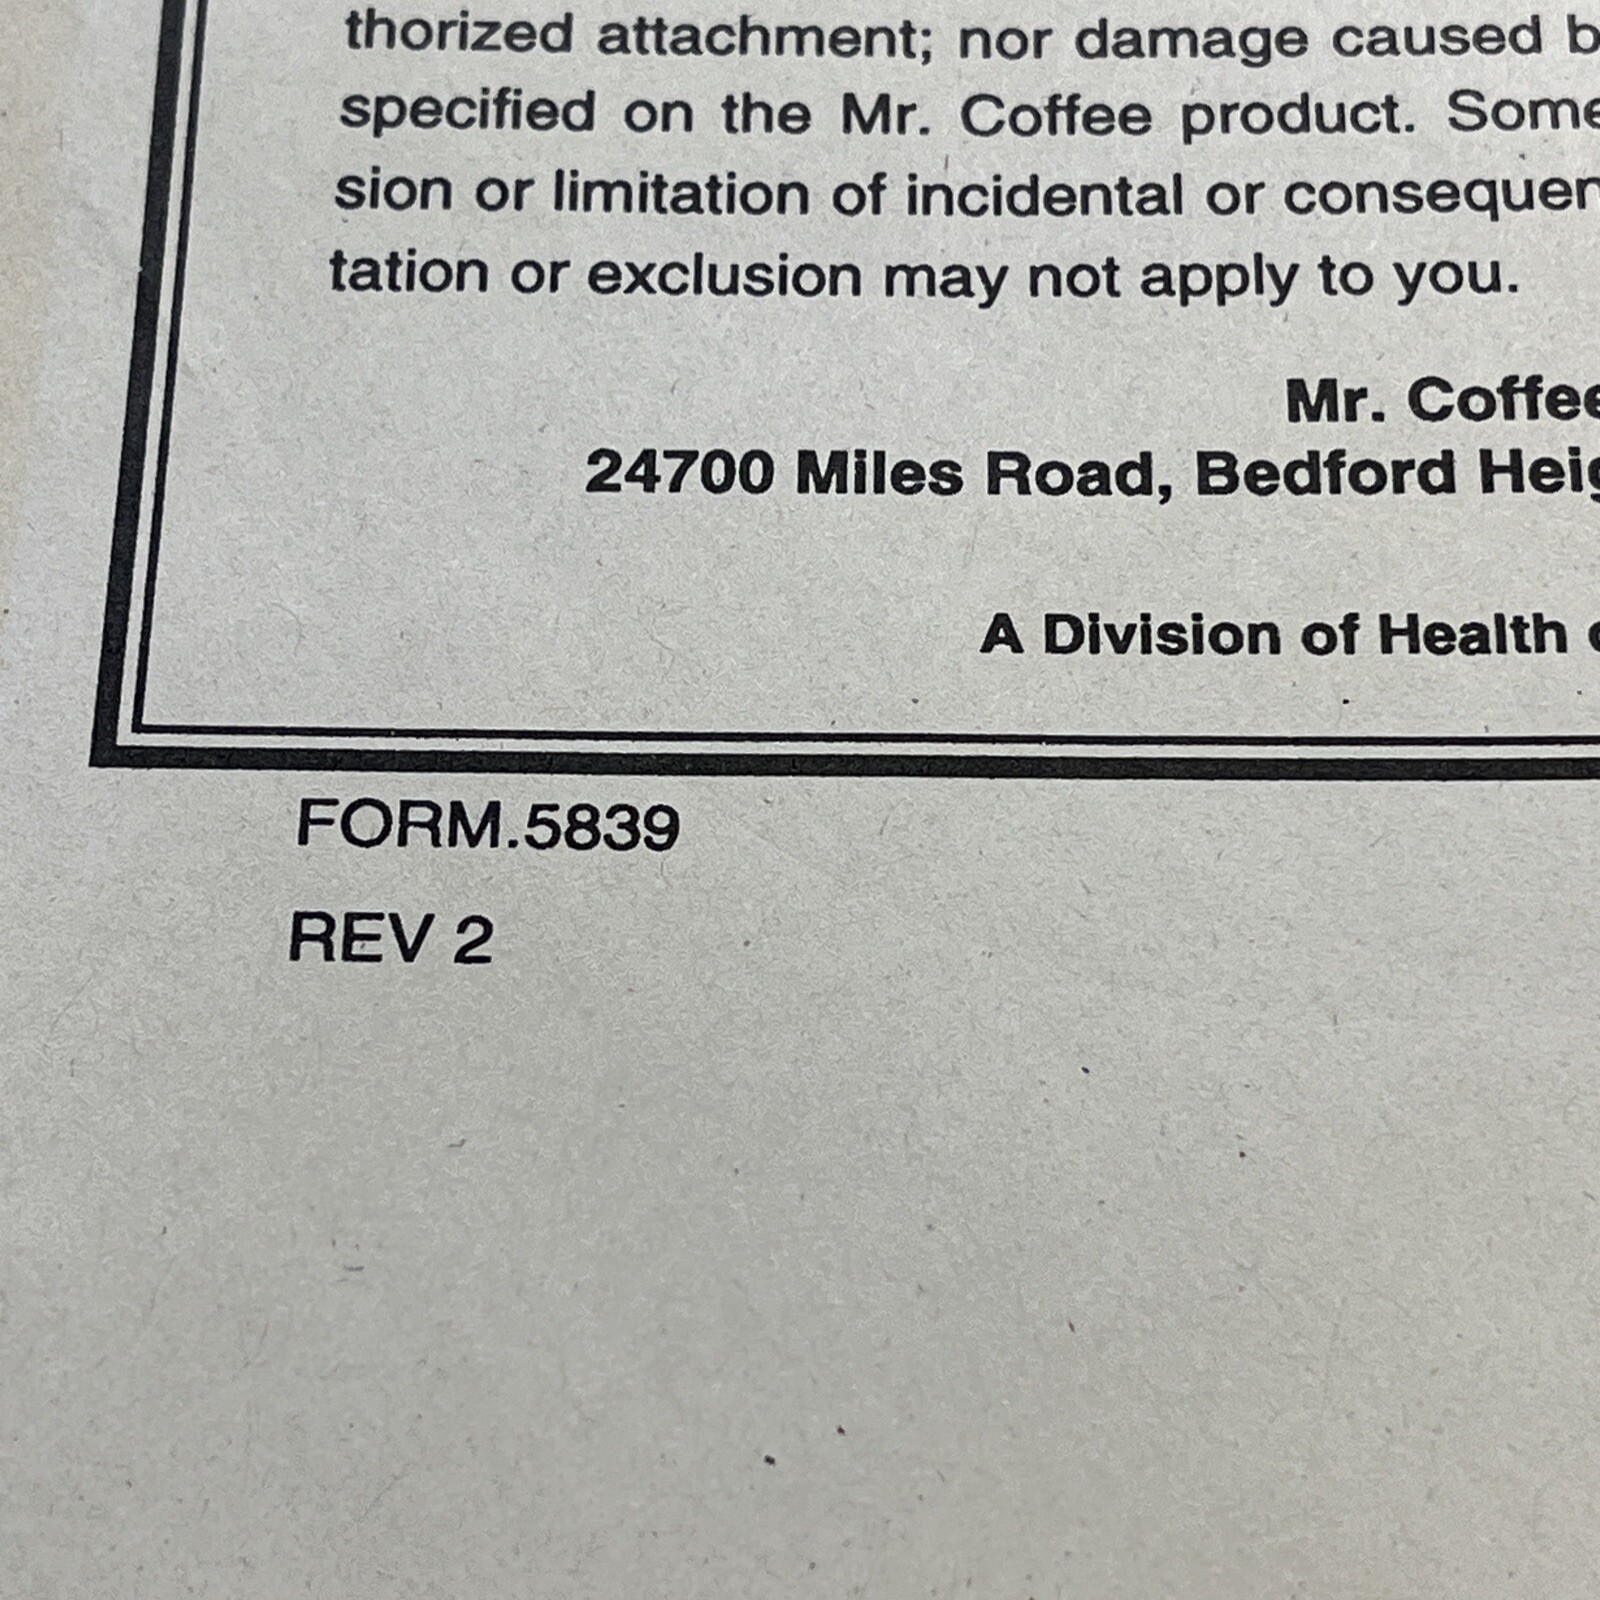 thorized attachment; nor damage caused b
specified on the Mr. Coffee product. Some
sion or limitation of incidental or consequen
tation or exclusion may not apply to you.
Mr. Coffee
24700 Miles Road, Bedford Heig
A Division of Health
FORM.5839
REV 2